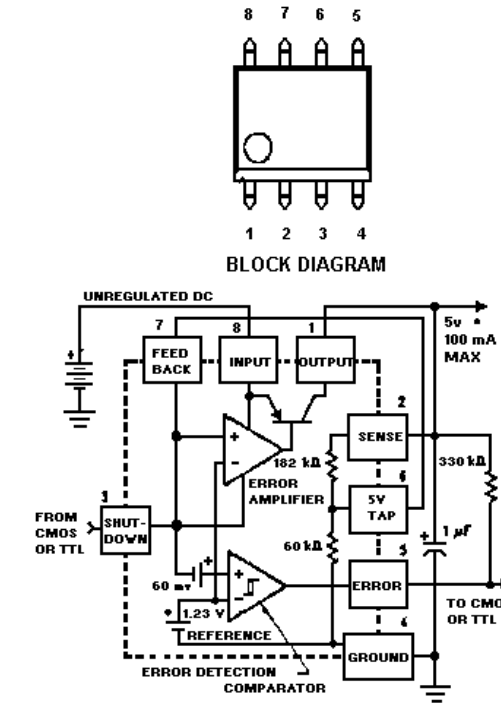 8 7 6 5
1 2 3 4
BLOCK DIAGRAM
UNREGULATED DC
7
8
1
5v
100 mA
MAX
FEED
BACK
INPUT
OUTPUT
2
SENSE
182 kΩ
330 kΩ
ERROR
AMPLIFIER
6
5V
TAP
3
FROM
CMOS
OR TTL
SHUT-
DOWN
60 kΩ
1 µF
5
60 mv
ERROR
TO CMO
OR TTL
1.23 V
REFERENCE
4
GROUND
ERROR DETECTION
COMPARATOR